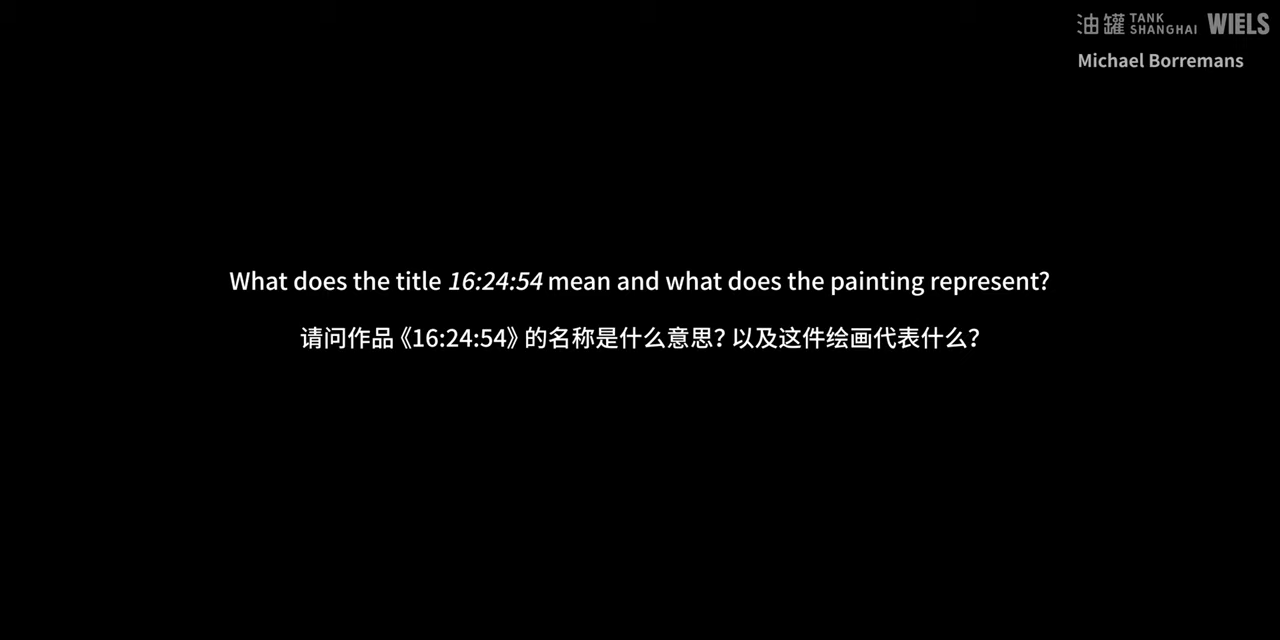 油罐 TANK SHANGHAI WIELS
Michael Borremans
What does the title 16:24:54 mean and what does the painting represent?
请问作品《16:24:54》的名称是什么意思？以及这件绘画代表什么？